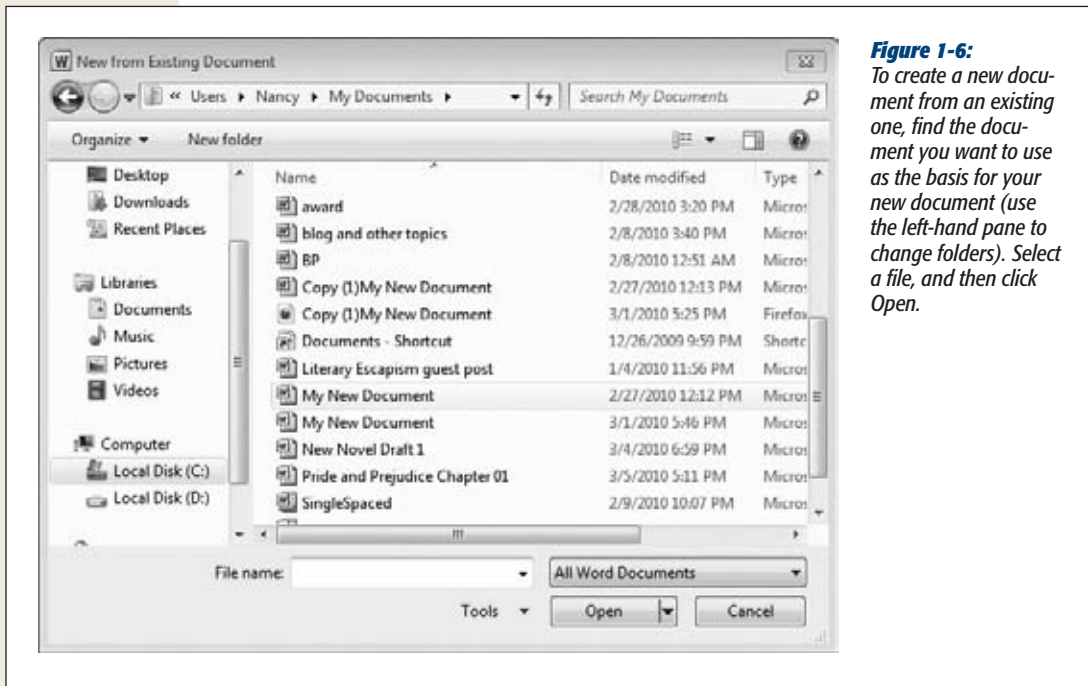 New from Existing Document
« Users ▸ Nancy ▸ My Documents ▸
Search My Documents
Organize ▾ New folder
Desktop
Downloads
Recent Places
Libraries
Documents
Music
Pictures
Videos
Computer
Local Disk (C:)
Local Disk (D:)
Name Date modified Type
award 2/28/2010 3:20 PM Micros
blog and other topics 2/8/2010 3:40 PM Micros
BP 2/8/2010 12:51 AM Micros
Copy (1)My New Document 2/27/2010 12:13 PM Micros
Copy (1)My New Document 3/1/2010 5:25 PM Firefox
Documents - Shortcut 12/26/2009 9:59 PM Shortc
Literary Escapism guest post 1/4/2010 11:56 PM Micros
My New Document 2/27/2010 12:12 PM Micros
My New Document 3/1/2010 5:46 PM Micros
New Novel Draft 1 3/4/2010 6:59 PM Micros
Pride and Prejudice Chapter 01 3/5/2010 5:11 PM Micros
SingleSpaced 2/9/2010 10:07 PM Micros
File name:
All Word Documents
Tools
Open
Cancel
Figure 1-6:
To create a new docu-
ment from an existing
one, find the docu-
ment you want to use
as the basis for your
new document (use
the left-hand pane to
change folders). Select
a file, and then click
Open.